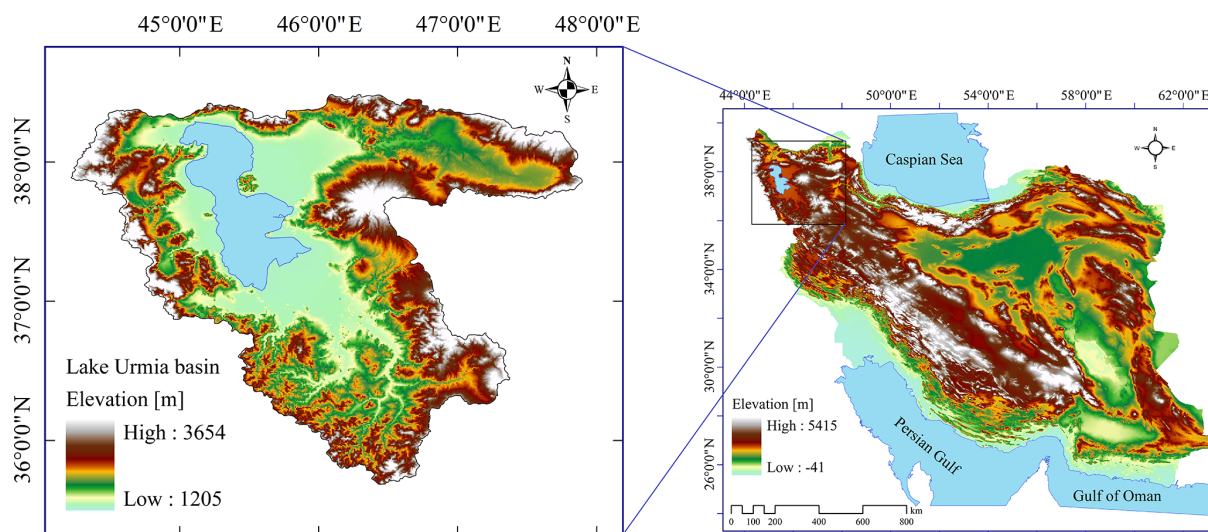 45°0'0"E 46°0'0"E 47°0'0"E 48°0'0"E
38°0'0"N
37°0'0"N
36°0'0"N
N
W E
S
Lake Urmia basin
Elevation [m]
High : 3654
Low : 1205
44°0'0"E 50°0'0"E 54°0'0"E 58°0'0"E 62°0'0"E
38°0'0"N
34°0'0"N
30°0'0"N
26°0'0"N
N
W E
S
Caspian Sea
Persian Gulf
Gulf of Oman
Elevation [m]
High : 5415
Low : -41
km
0 100 200 400 600 800